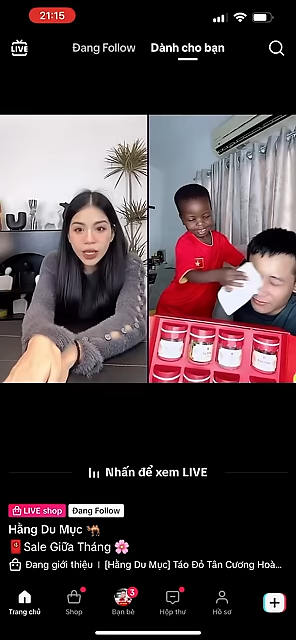 21:15
LIVE
Đang Follow
Dành cho bạn
Nhấn để xem LIVE
LIVE shop
Đang Follow
Hằng Du Mục 🐫
🧧Sale Giữa Tháng 🌸
Đang giới thiệu | [Hằng Du Mục] Táo Đỏ Tân Cương Hoà...
3
Trang chủ
Shop
Bạn bè
Hộp thư
Hồ sơ